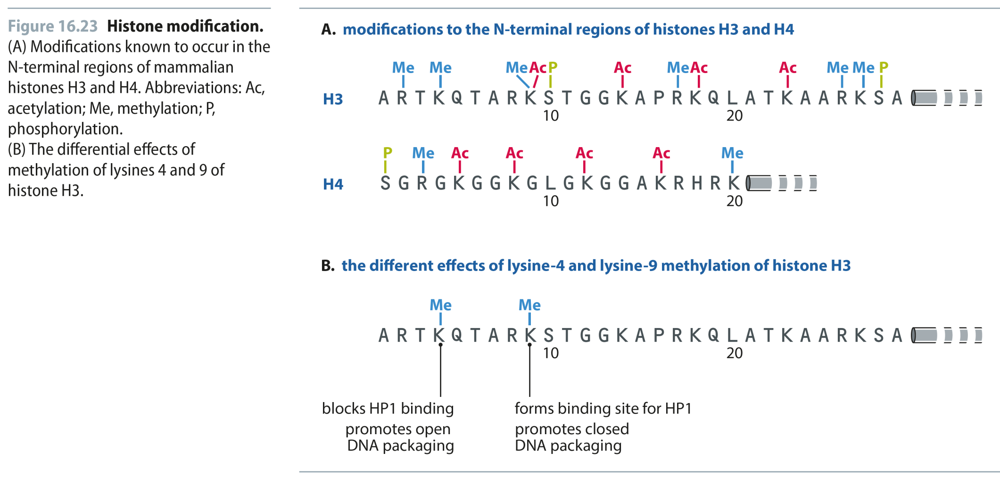 Figure 16.23 Histone modification.
(A) Modifications known to occur in the
N-terminal regions of mammalian
histones H3 and H4. Abbreviations: Ac,
acetylation; Me, methylation; P,
phosphorylation.
(B) The differential effects of
methylation of lysines 4 and 9 of
histone H3.
A. modifications to the N-terminal regions of histones H3 and H4
Me Me Me Ac P Ac Me Ac Ac Me Me P
H3 A R T K Q T A R K S T G G K A P R K Q L A T K A A R K S A
10 20
P Me Ac Ac Ac Ac Me
H4 S G R G K G G K G L G K G G A K R H R K
10 20
B. the different effects of lysine-4 and lysine-9 methylation of histone H3
Me Me
A R T K Q T A R K S T G G K A P R K Q L A T K A A R K S A
10 20
blocks HP1 binding
promotes open
DNA packaging
forms binding site for HP1
promotes closed
DNA packaging